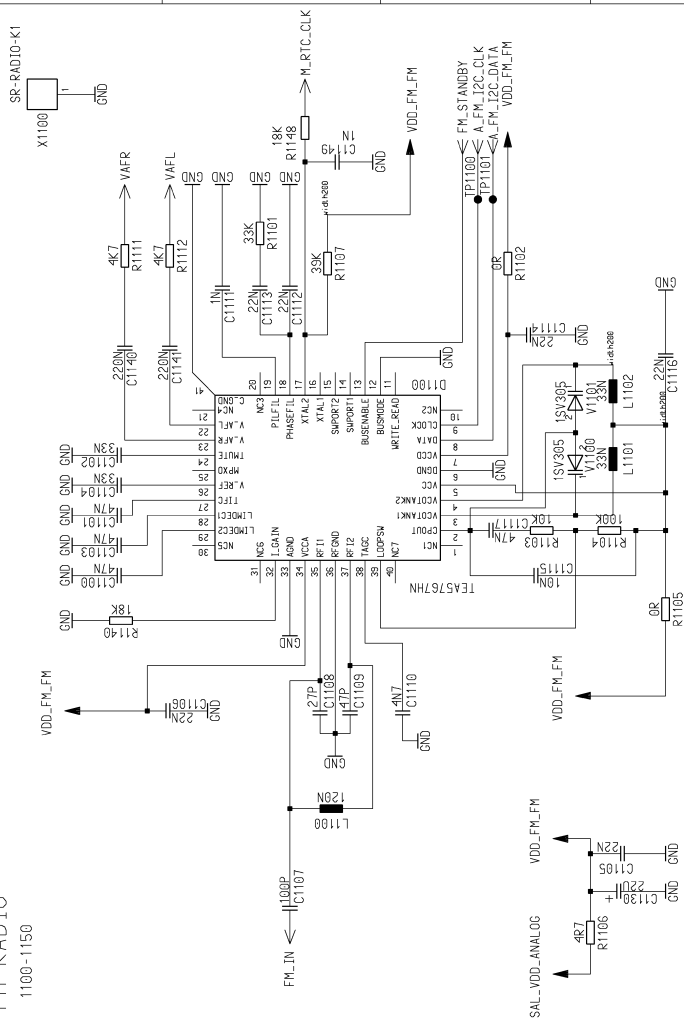 FM RADIO
1100-1150
SR-RADIO-K1
X1100
1
GND
M_RTC_CLK
18K
R1148
1N
C1149
GND
VDD_FM_FM
width200
39K
R1107
VAFR
4K7
R1111
220N
C1140
VAFL
4K7
R1112
220N
C1141
GND
GND
1N
C1111
GND
33K
R1101
22N
C1113
GND
22N
C1112
FM_STANDBY
A_FM_I2C_CLK
A_FM_I2C_DATA
VDD_FM_FM
TP1100
TP1101
0R
R1102
C1114
22N
GND
GND
GND
D1100
TEA5767HN
41
C_GND
NC4
21
V_AFL
22
V_AFR
23
TMUTE
24
MPXO
25
V_REF
26
TIFC
27
LIMDEC1
28
LIMDEC2
29
NC5
30
20
NC3
19
PILFIL
18
PHASEFIL
17
XTAL2
16
XTAL1
15
SWPORT2
14
SWPORT1
13
BUSENABLE
12
BUSMODE
11
WRITE_READ
NC2
10
CLOCK
9
DATA
8
VCCD
7
DGND
6
VCC
5
VCOTANK2
4
VCOTANK1
3
CPOUT
2
NC1
1
31
NC6
32
I_GAIN
33
AGND
34
VCCA
35
RFI1
36
RFGND
37
RFI2
38
TAGC
39
LOOPSW
40
NC7
GND
33N
C1102
GND
33N
C1104
GND
47N
C1101
GND
47N
C1103
GND
47N
C1100
GND
18K
R1140
VDD_FM_FM
C1106
22N
GND
GND
27P
C1108
47P
C1109
GND
4N7
C1110
GND
120N
L1100
100P
C1107
FM_IN
1SV305
V1101
1
2
1SV305
V1100
1
2
33N
L1102
33N
L1101
width200
width200
22N
C1116
GND
C1117
47N
10K
R1103
100K
R1104
C1115
10N
0R
R1105
VDD_FM_FM
SAL_VDD_ANALOG
4R7
R1106
VDD_FM_FM
22N
C1105
GND
+
22U
C1130
GND